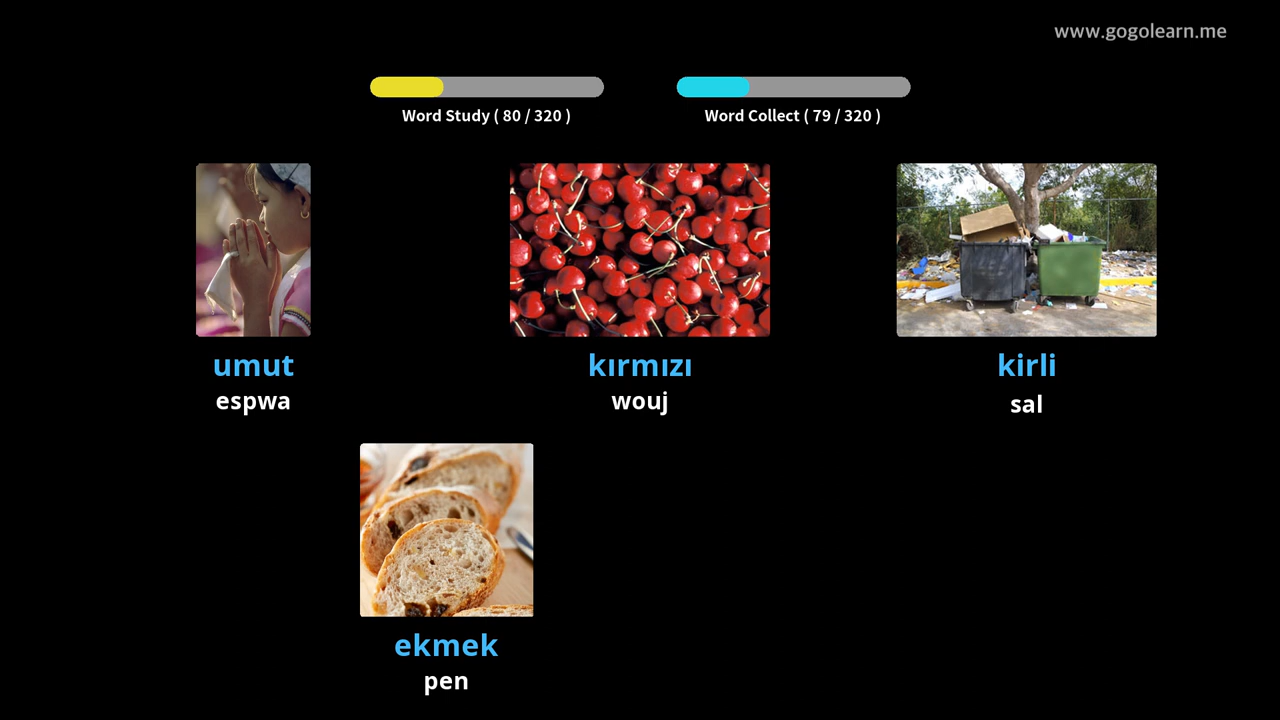 www.gogolearn.me
Word Study ( 80 / 320 )
Word Collect ( 79 / 320 )
umut
espwa
kırmızı
wouj
kirli
sal
ekmek
pen